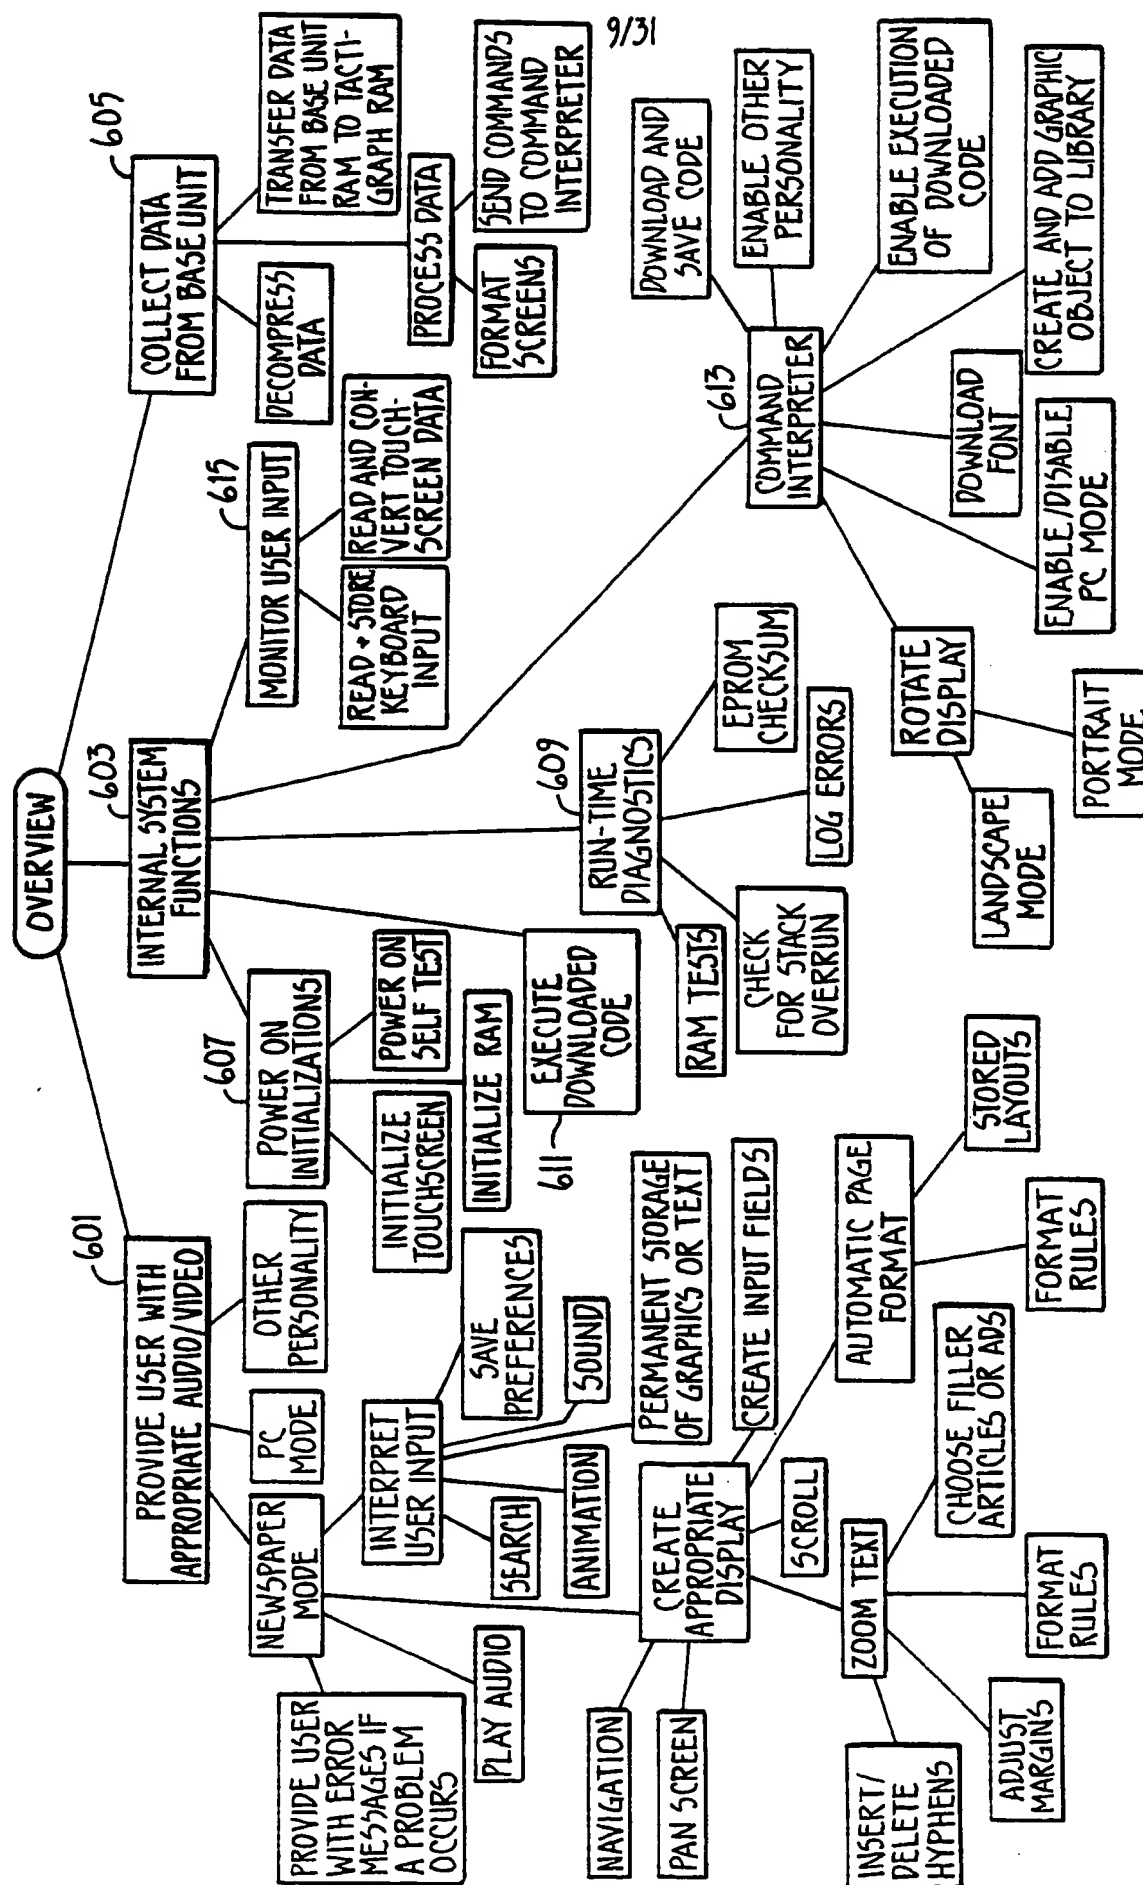 9/31
OVERVIEW
601
PROVIDE USER WITH
APPROPRIATE AUDIO/VIDEO
603
INTERNAL SYSTEM
FUNCTIONS
605
COLLECT DATA
FROM BASE UNIT
NEWSPAPER
MODE
PC
MODE
OTHER
PERSONALITY
607
POWER ON
INITIALIZATIONS
615
MONITOR USER INPUT
DECOMPRESS
DATA
TRANSFER DATA
FROM BASE UNIT
RAM TO TACTI-
GRAPH RAM
PROVIDE USER
WITH ERROR
MESSAGES IF
A PROBLEM
OCCURS
PLAY AUDIO
INTERPRET
USER INPUT
SAVE
PREFERENCES
SEARCH
ANIMATION
SOUND
PERMANENT STORAGE
OF GRAPHICS OR TEXT
INITIALIZE
TOUCHSCREEN
POWER ON
SELF TEST
INITIALIZE RAM
READ + STORE
KEYBOARD
INPUT
READ AND CON-
VERT TOUCH-
SCREEN DATA
PROCESS DATA
FORMAT
SCREENS
SEND COMMANDS
TO COMMAND
INTERPRETER
611
EXECUTE
DOWNLOADED
CODE
609
RUN-TIME
DIAGNOSTICS
RAM TESTS
CHECK
FOR STACK
OVERRUN
LOG ERRORS
EPROM
CHECKSUM
613
COMMAND
INTERPRETER
DOWNLOAD AND
SAVE CODE
ENABLE OTHER
PERSONALITY
ENABLE EXECUTION
OF DOWNLOADED
CODE
CREATE AND ADD GRAPHIC
OBJECT TO LIBRARY
DOWNLOAD
FONT
ENABLE/DISABLE
PC MODE
ROTATE
DISPLAY
LANDSCAPE
MODE
PORTRAIT
MODE
NAVIGATION
PAN SCREEN
CREATE
APPROPRIATE
DISPLAY
CREATE INPUT FIELDS
SCROLL
ZOOM TEXT
AUTOMATIC PAGE
FORMAT
INSERT/
DELETE
HYPHENS
ADJUST
MARGINS
FORMAT
RULES
CHOOSE FILLER
ARTICLES OR ADS
FORMAT
RULES
STORED
LAYOUTS